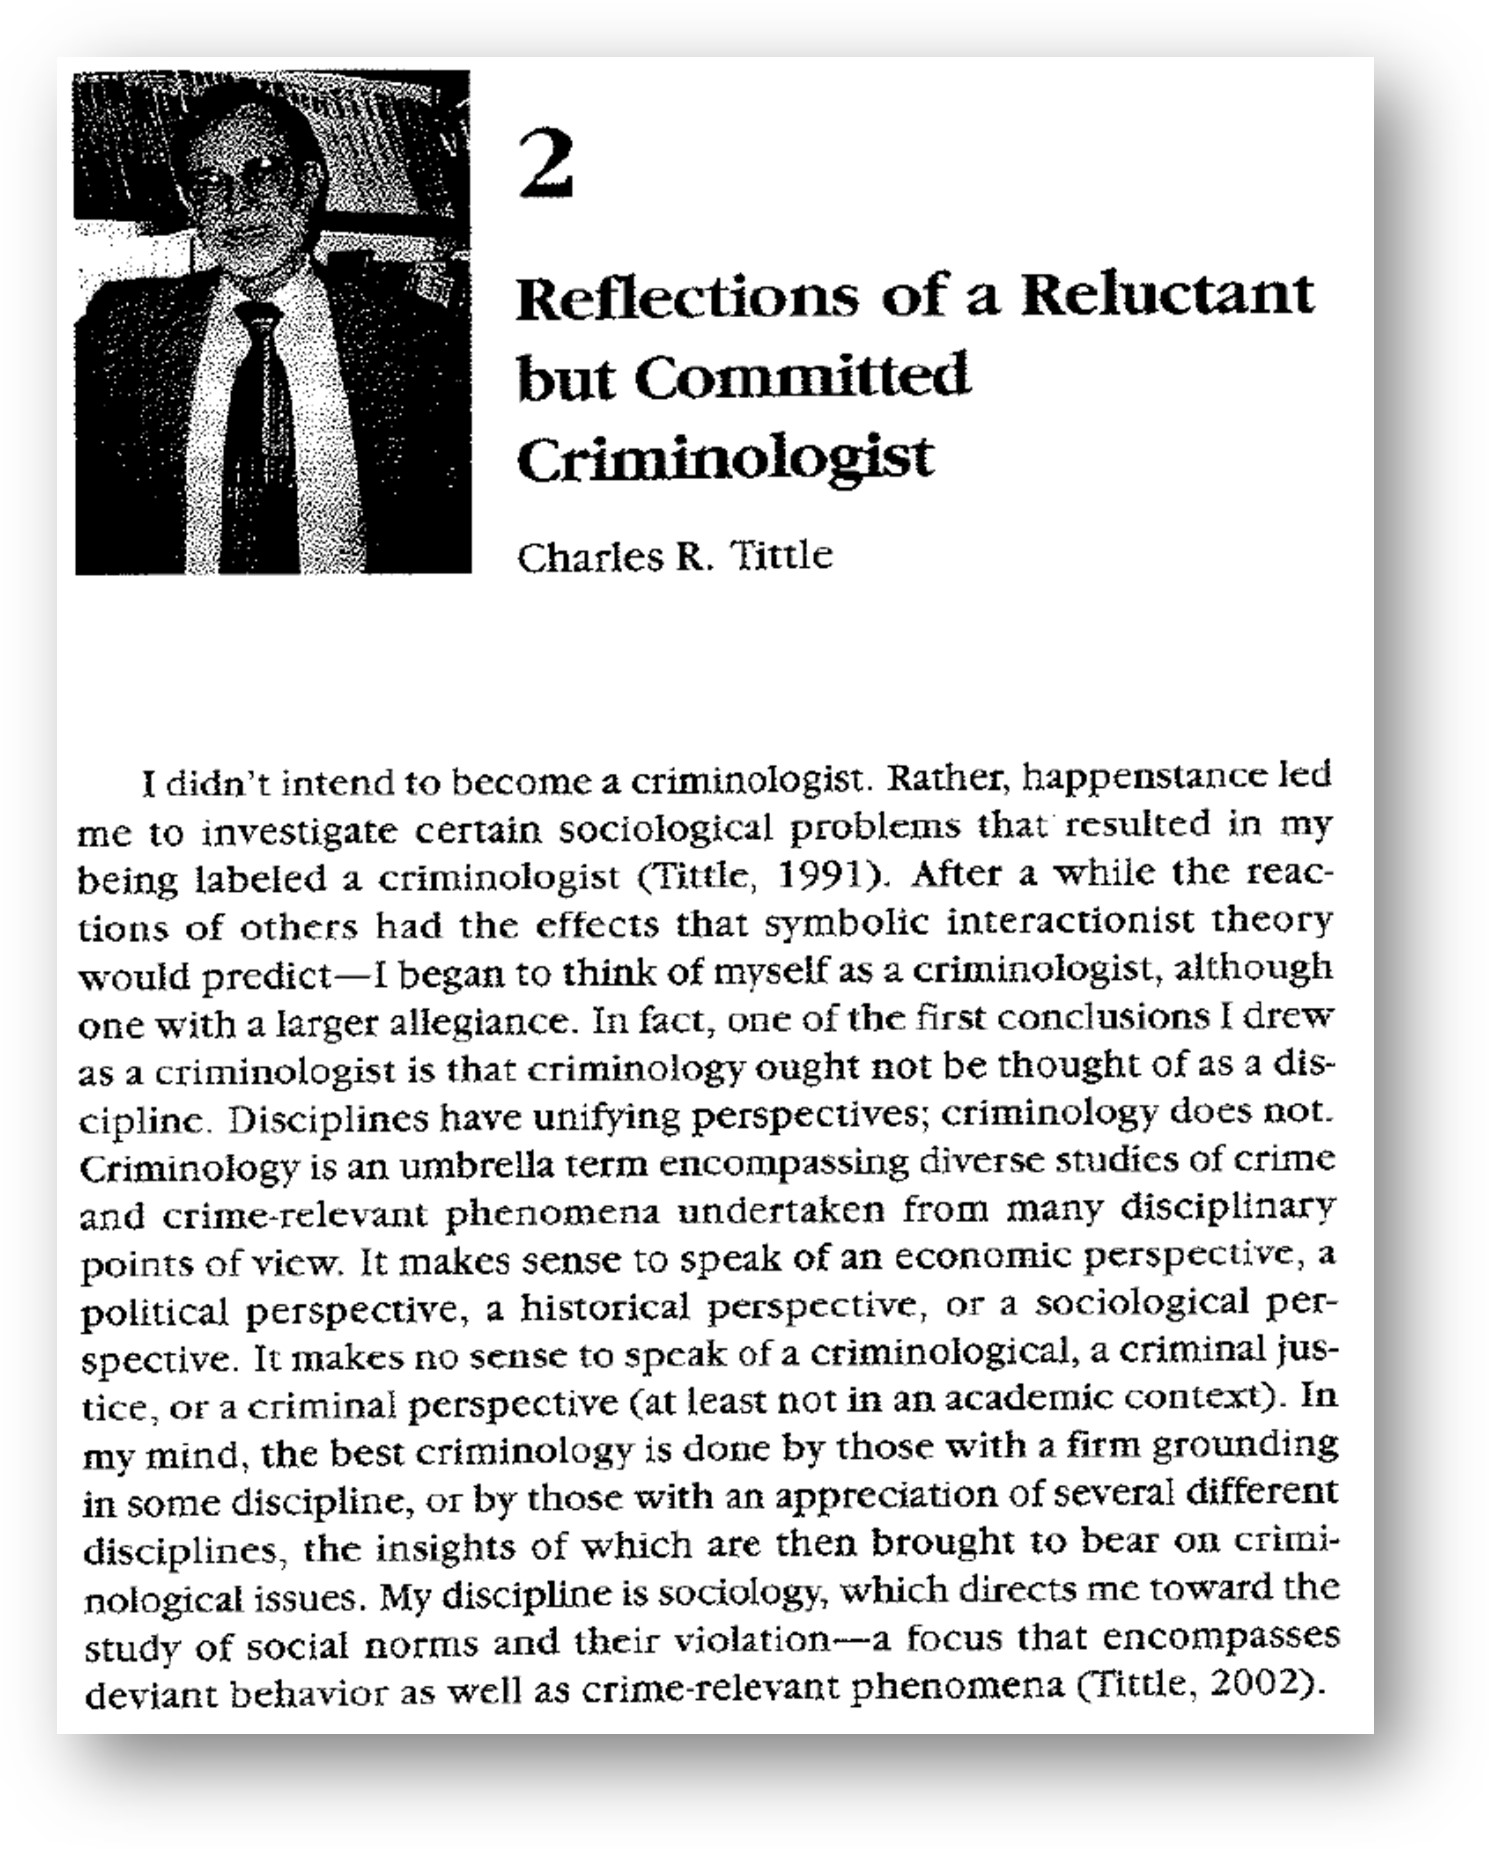 2
Reflections of a Reluctant
but Committed
Criminologist
Charles R. Tittle
I didn't intend to become a criminologist. Rather, happenstance led
me to investigate certain sociological problems that resulted in my
being labeled a criminologist (Tittle, 1991). After a while the reac-
tions of others had the effects that symbolic interactionist theory
would predict—I began to think of myself as a criminologist, although
one with a larger allegiance. In fact, one of the first conclusions I drew
as a criminologist is that criminology ought not be thought of as a dis-
cipline. Disciplines have unifying perspectives; criminology does not.
Criminology is an umbrella term encompassing diverse studies of crime
and crime-relevant phenomena undertaken from many disciplinary
points of view. It makes sense to speak of an economic perspective, a
political perspective, a historical perspective, or a sociological per-
spective. It makes no sense to speak of a criminological, a criminal jus-
tice, or a criminal perspective (at least not in an academic context). In
my mind, the best criminology is done by those with a firm grounding
in some discipline, or by those with an appreciation of several different
disciplines, the insights of which are then brought to bear on crimi-
nological issues. My discipline is sociology, which directs me toward the
study of social norms and their violation—a focus that encompasses
deviant behavior as well as crime-relevant phenomena (Tittle, 2002).